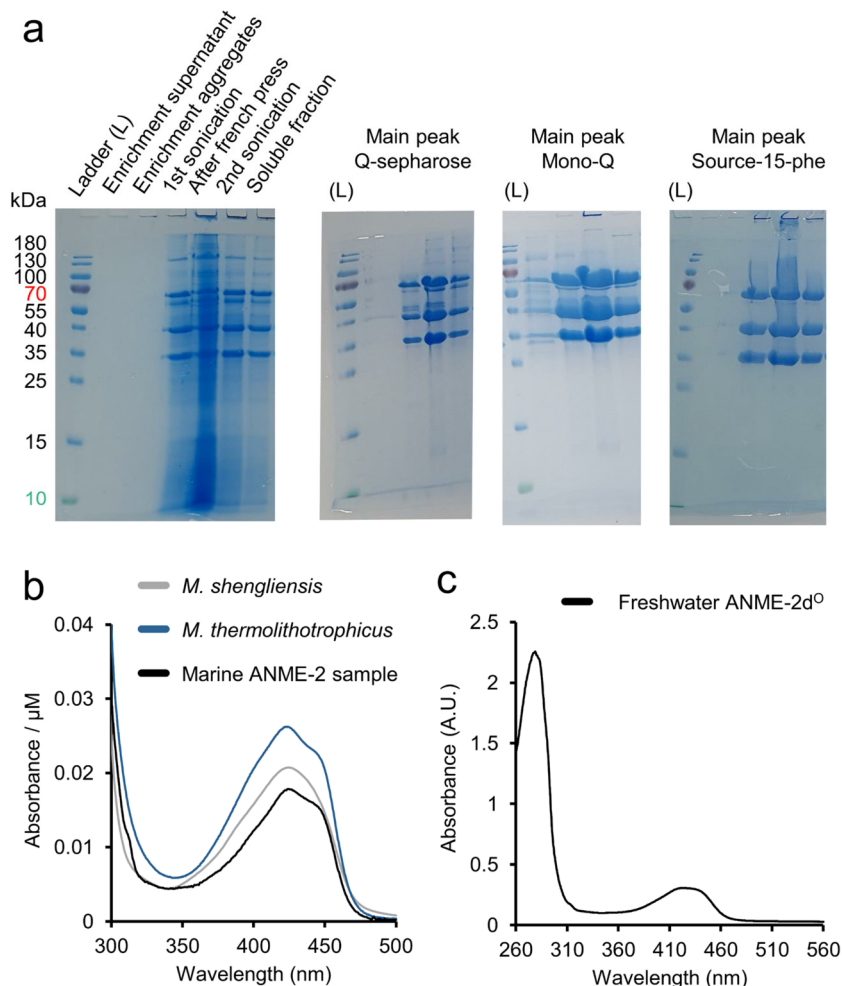 a
Ladder (L)
Enrichment supernatant
Enrichment aggregates
1st sonication
After french press
2nd sonication
Soluble fraction
Main peak
Q-sepharose
Main peak
Mono-Q
Main peak
Source-15-phe
kDa
(L)
(L)
(L)
180
130
100
70
55
40
35
25
15
10
b
M. shengliensis
M. thermolithotrophicus
Marine ANME-2 sample
Absorbance / µM
0.04
0.03
0.02
0.01
0
300
350
400
450
500
Wavelength (nm)
c
Freshwater ANME-2dᴼ
Absorbance (A.U.)
2.5
2
1.5
1
0.5
0
260
310
360
410
460
510
560
Wavelength (nm)